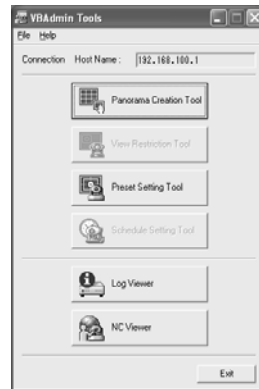 VBAdmin Tools
File Help
Connection Host Name : 192.168.100.1
Panorama Creation Tool
View Restriction Tool
Preset Setting Tool
Schedule Setting Tool
Log Viewer
NC Viewer
Exit